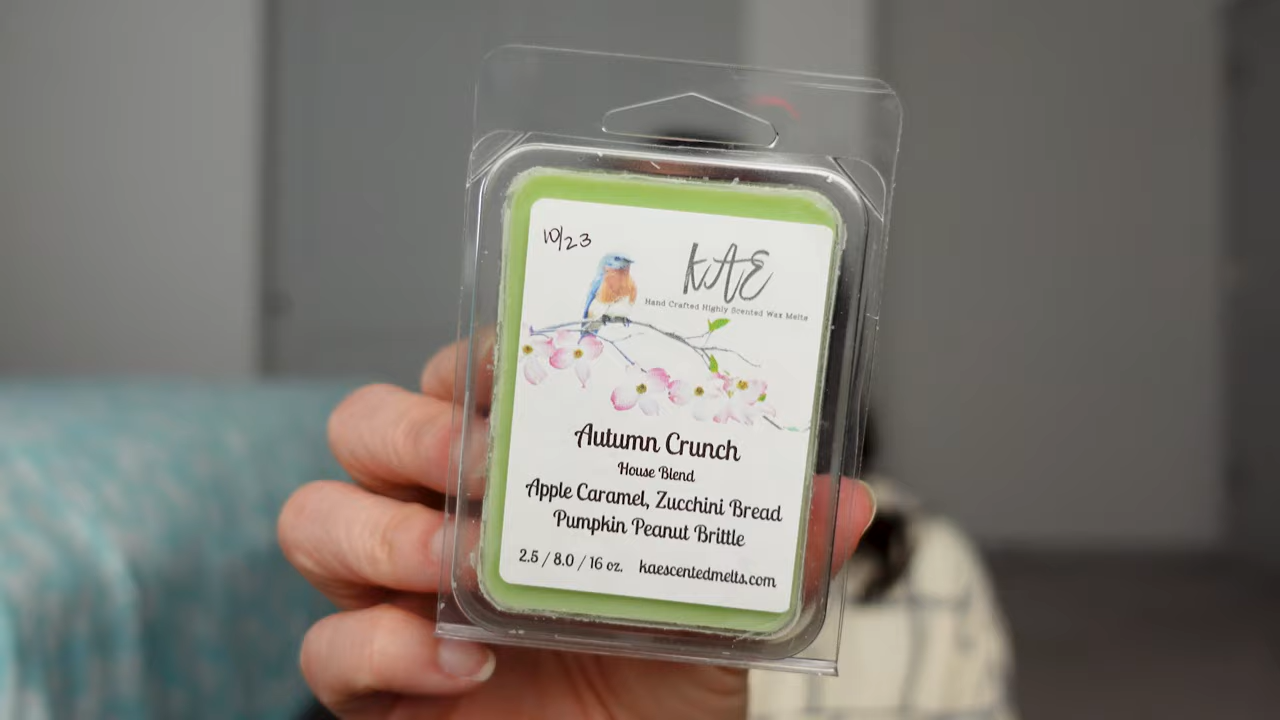 10/23
KAE
Hand Crafted Highly Scented Wax Melts
Autumn Crunch
House Blend
Apple Caramel, Zucchini Bread
Pumpkin Peanut Brittle
2.5 / 8.0 / 16 oz. kaescentedmelts.com